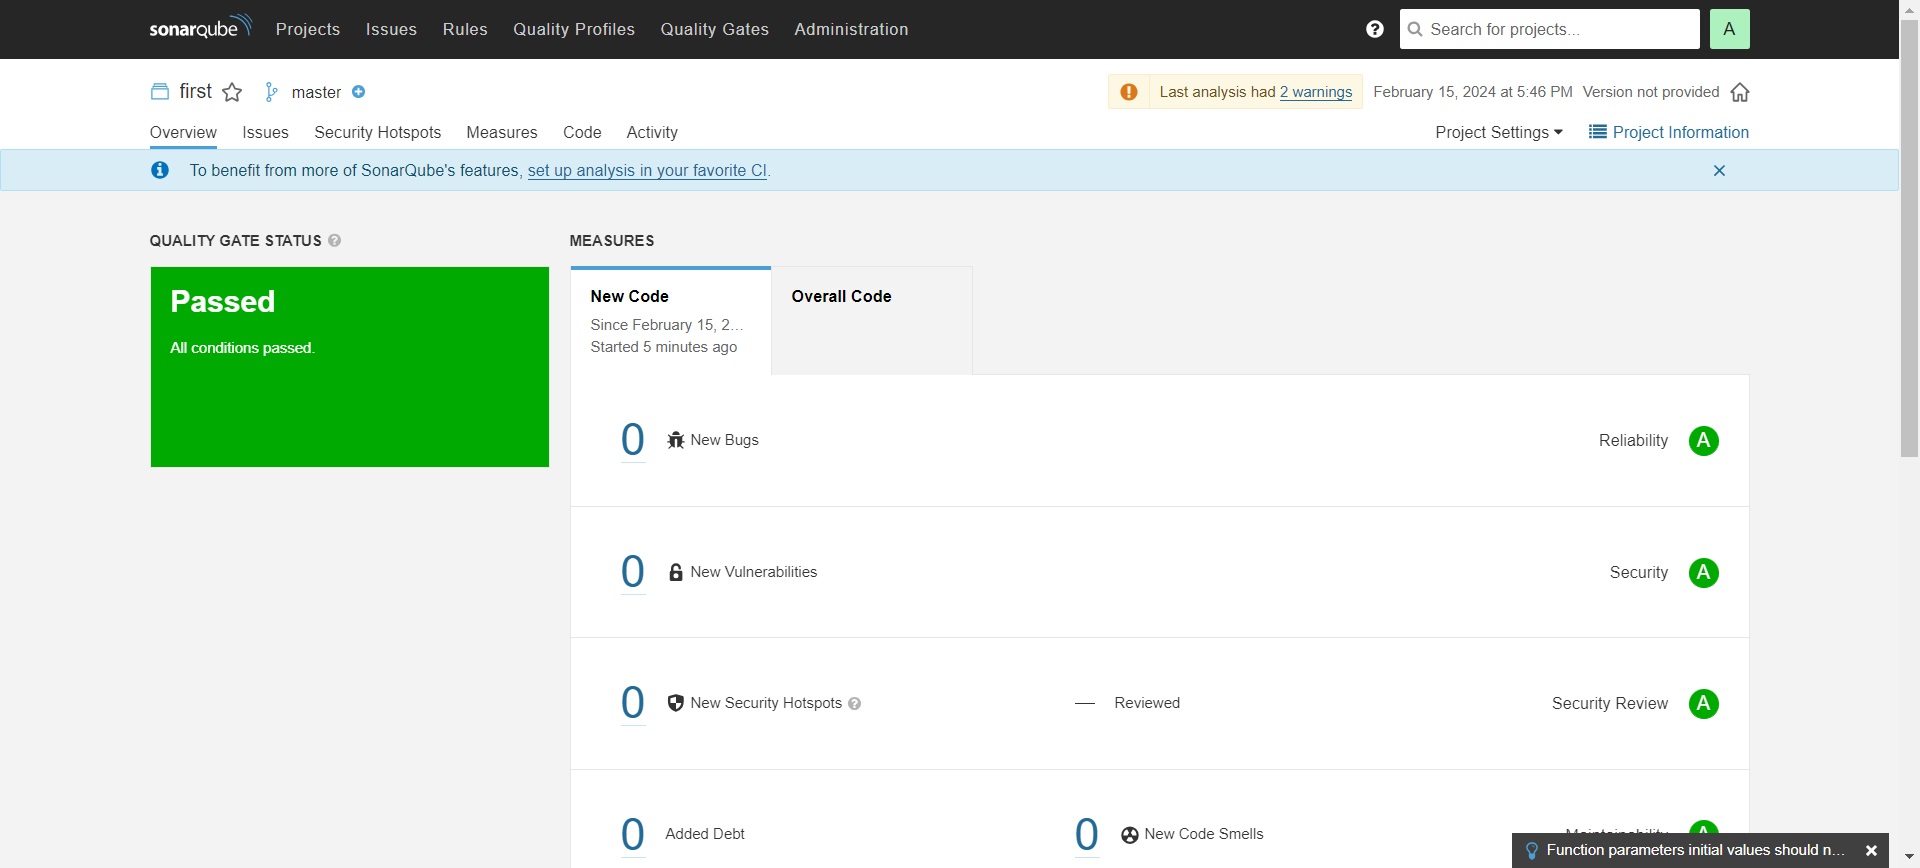 sonarqube Projects Issues Rules Quality Profiles Quality Gates Administration ? Search for projects... A
first master Last analysis had 2 warnings February 15, 2024 at 5:46 PM Version not provided
Overview Issues Security Hotspots Measures Code Activity Project Settings Project Information
To benefit from more of SonarQube's features, set up analysis in your favorite CI.
QUALITY GATE STATUS ? MEASURES
Passed
All conditions passed.
New Code
Since February 15, 2...
Started 5 minutes ago
Overall Code
0 New Bugs Reliability A
0 New Vulnerabilities Security A
0 New Security Hotspots ? — Reviewed Security Review A
0 Added Debt 0 New Code Smells Maintainability A
Function parameters initial values should n...